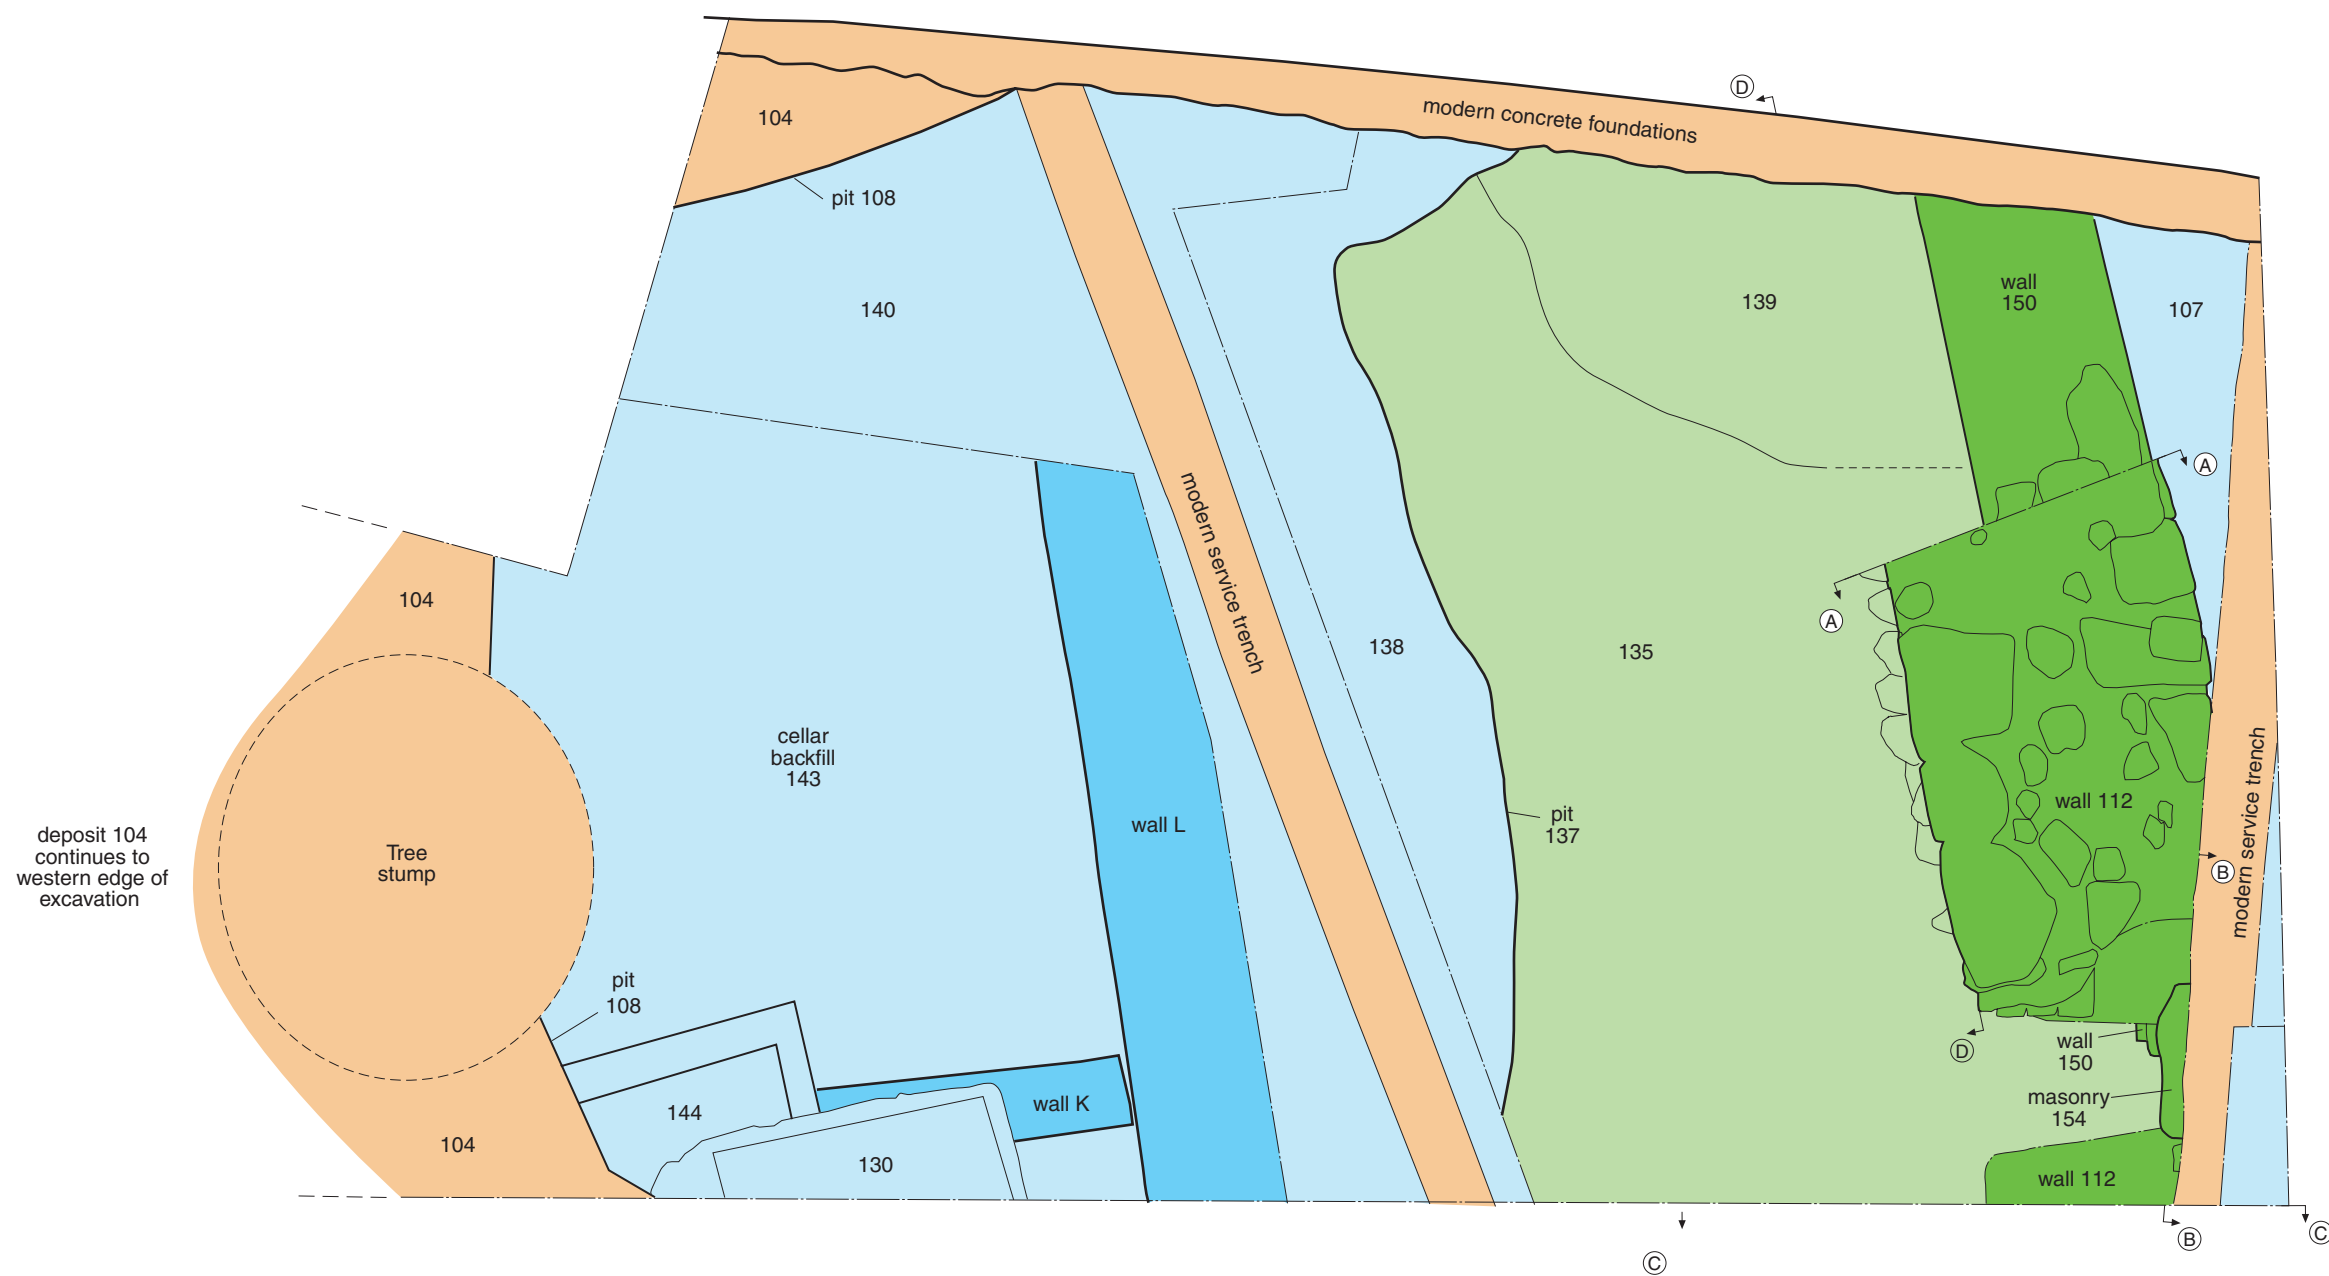 D
modern concrete foundations
104
pit 108
140
139
wall
150
107
A
modern service trench
104
A
138
135
cellar
backfill
143
wall L
pit
137
wall 112
deposit 104
continues to
western edge of
excavation
Tree
stump
B
modern service trench
pit
108
D
wall
150
144
wall K
masonry
154
104
130
wall 112
C
B
C